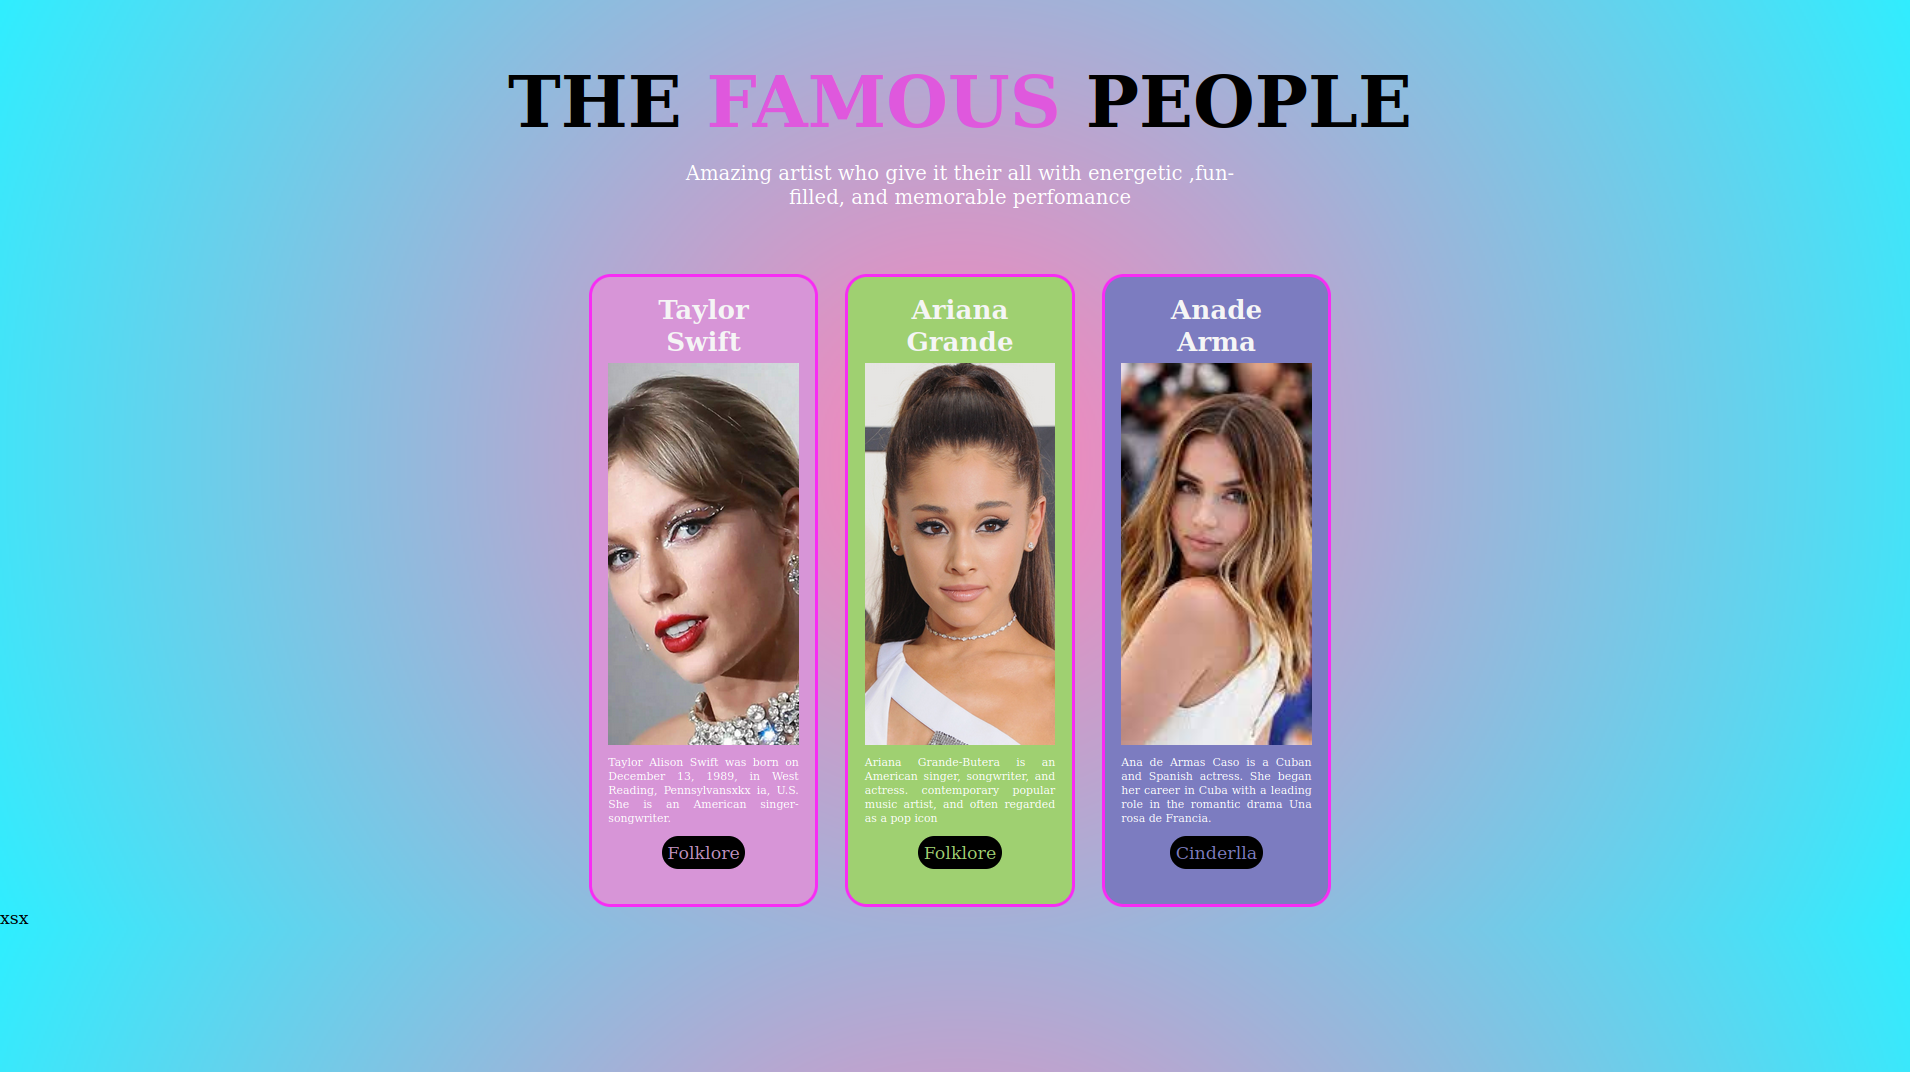 THE FAMOUS PEOPLE
Amazing artist who give it their all with energetic ,fun-
filled, and memorable perfomance
Taylor
Swift
Taylor Alison Swift was born on
December 13, 1989, in West
Reading, Pennsylvansxkx ia, U.S.
She is an American singer-
songwriter.
Folklore
Ariana
Grande
Ariana Grande-Butera is an
American singer, songwriter, and
actress. contemporary popular
music artist, and often regarded
as a pop icon
Folklore
Anade
Arma
Ana de Armas Caso is a Cuban
and Spanish actress. She began
her career in Cuba with a leading
role in the romantic drama Una
rosa de Francia.
Cinderlla
xsx